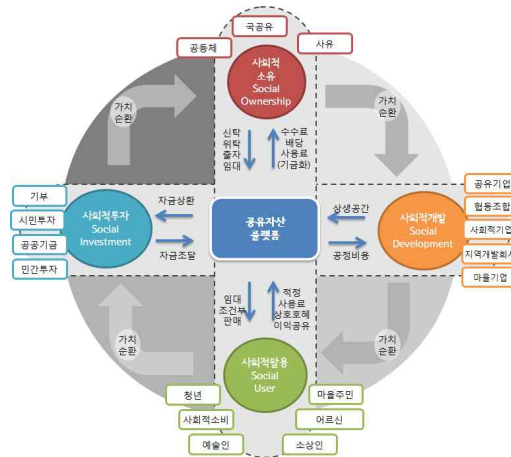 국공유
공동체
사유
사회적
소유
Social
Ownership
가치
순환
가치
순환
신탁
위탁
출자
임대
수수료
배당
사용료
(기금화)
기부
시민투자
공공기금
민간투자
사회적투자
Social
Investment
자금상환
자금조달
공유자산
플랫폼
상생공간
공정비용
사회적개발
Social
Development
공유기업
협동조합
사회적기업
지역개발회사
마을기업
임대
조건부
판매
적정
사용료
상호호혜
이익공유
가치
순환
가치
순환
Social
User
청년
사회적소비
예술인
마을주민
어르신
소상인